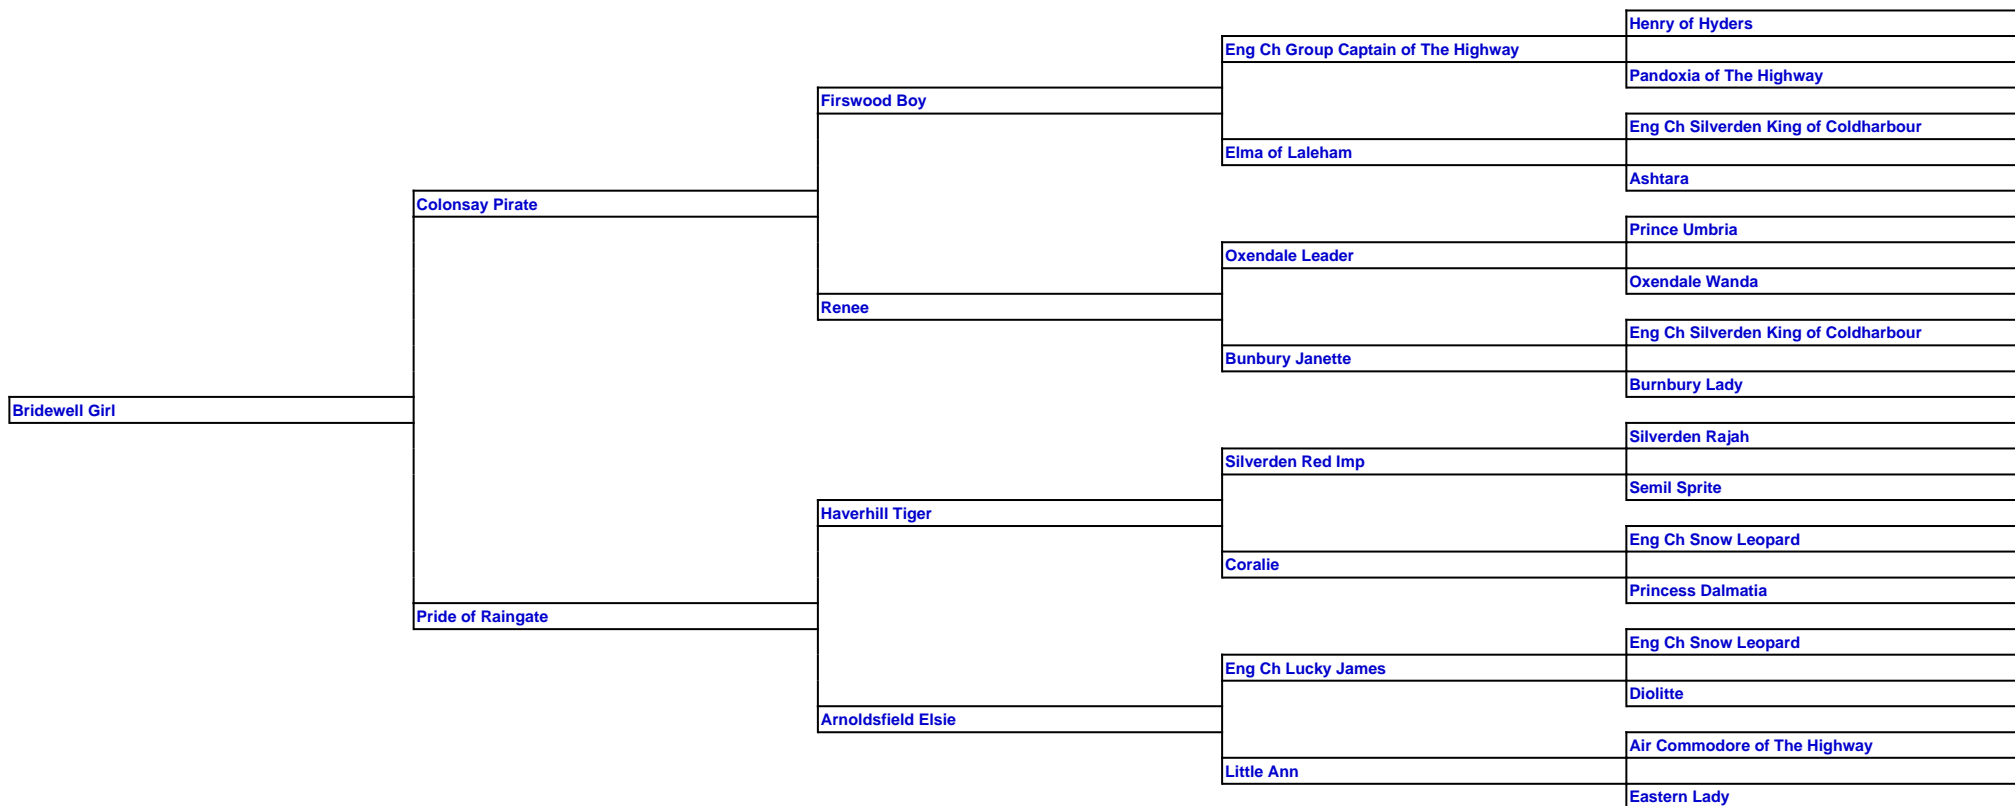 Henry of Hyders
Eng Ch Group Captain of The Highway
Pandoxia of The Highway
Firswood Boy
Eng Ch Silverden King of Coldharbour
Elma of Laleham
Ashtara
Colonsay Pirate
Prince Umbria
Oxendale Leader
Oxendale Wanda
Renee
Eng Ch Silverden King of Coldharbour
Bunbury Janette
Burnbury Lady
Bridewell Girl
Silverden Rajah
Silverden Red Imp
Semil Sprite
Haverhill Tiger
Eng Ch Snow Leopard
Coralie
Princess Dalmatia
Pride of Raingate
Eng Ch Snow Leopard
Eng Ch Lucky James
Diolitte
Arnoldsfield Elsie
Air Commodore of The Highway
Little Ann
Eastern Lady